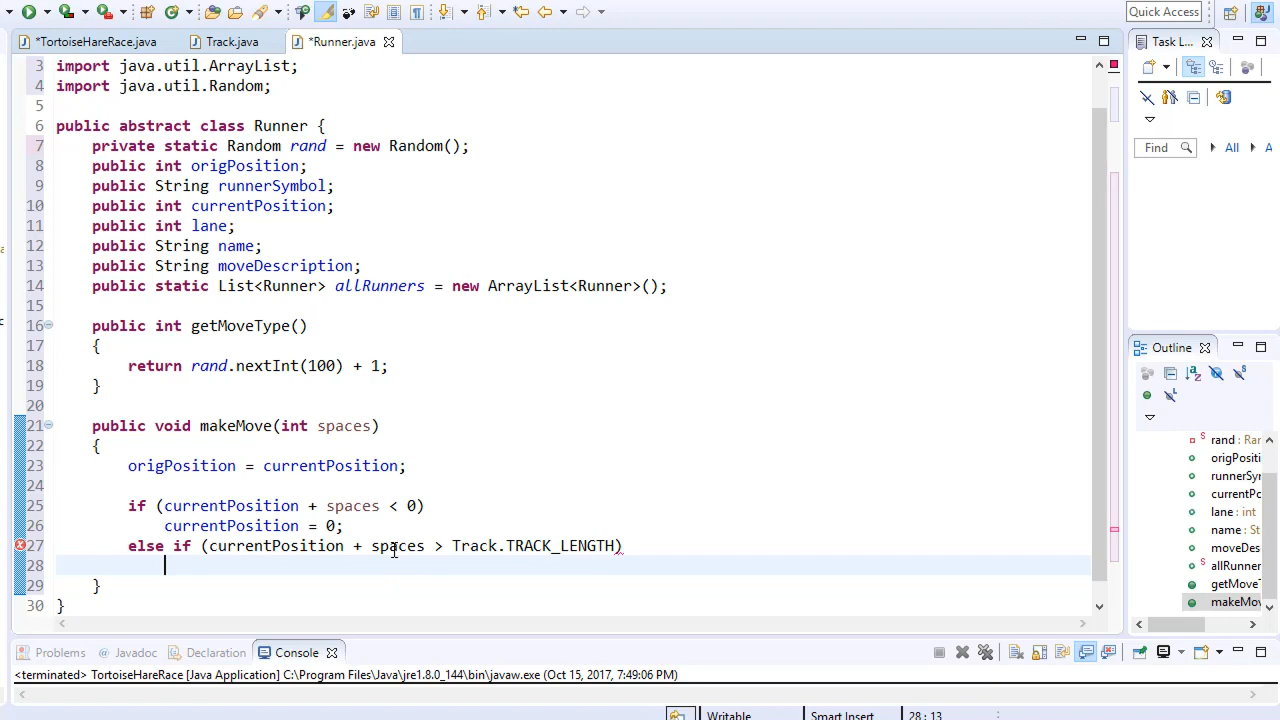 Quick Access
*TortoiseHareRace.java
Track.java
*Runner.java
Task L...
3 import java.util.ArrayList;
4 import java.util.Random;
5
6 public abstract class Runner {
7 private static Random rand = new Random();
8 public int origPosition;
9 public String runnerSymbol;
10 public int currentPosition;
11 public int lane;
12 public String name;
13 public String moveDescription;
14 public static List<Runner> allRunners = new ArrayList<Runner>();
15
16 public int getMoveType()
17 {
18 return rand.nextInt(100) + 1;
19 }
20
21 public void makeMove(int spaces)
22 {
23 origPosition = currentPosition;
24
25 if (currentPosition + spaces < 0)
26 currentPosition = 0;
27 else if (currentPosition + spaces > Track.TRACK_LENGTH)
28
29 }
30 }
Find
All
A
Outline
rand : Rar
origPositi
runnerSyr
currentPc
lane : int
name : St
moveDes
allRunner
getMoveT
makeMov
Problems
@ Javadoc
Declaration
Console
<terminated> TortoiseHareRace [Java Application] C:\Program Files\Java\jre1.8.0_144\bin\javaw.exe (Oct 15, 2017, 7:49:06 PM)
Writable
Smart Insert
28 : 13